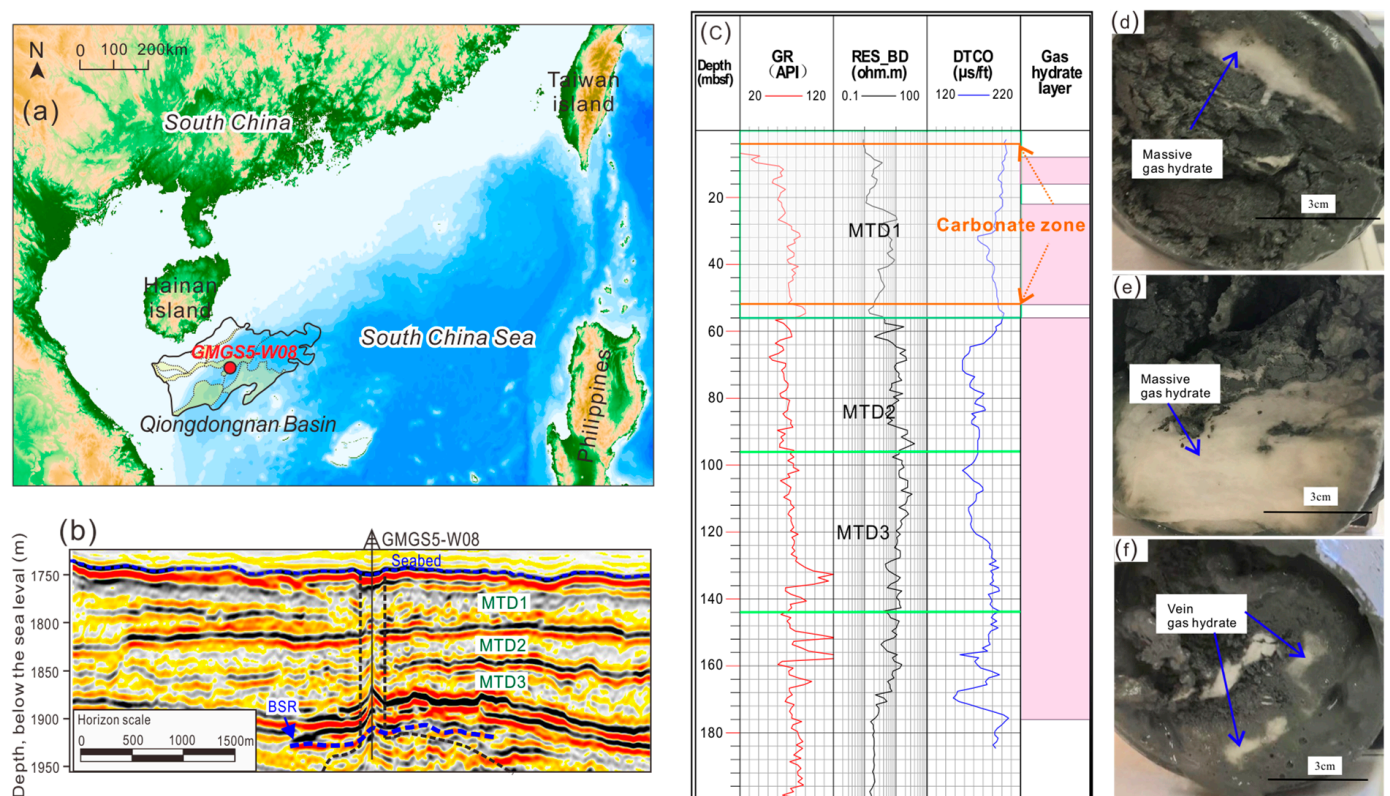 N
0 100 200km
(a)
Taiwan
island
South China
Hainan
island
South China Sea
GMGS5-W08
Qiongdongnan Basin
Philippines
(b)
GMGS5-W08
Seabed
Depth, below the sea leval (m)
1750
1800
1850
1900
1950
MTD1
MTD2
MTD3
BSR
Horizon scale
0 500 1000 1500m
(c)
Depth
(mbsf)
GR
(API)
20 120
RES_BD
(ohm.m)
0.1 100
DTCO
(μs/ft)
120 220
Gas
hydrate
layer
20
40
60
80
100
120
140
160
180
MTD1
Carbonate zone
MTD2
MTD3
(d)
Massive
gas hydrate
3cm
(e)
Massive
gas hydrate
3cm
(f)
Vein
gas hydrate
3cm